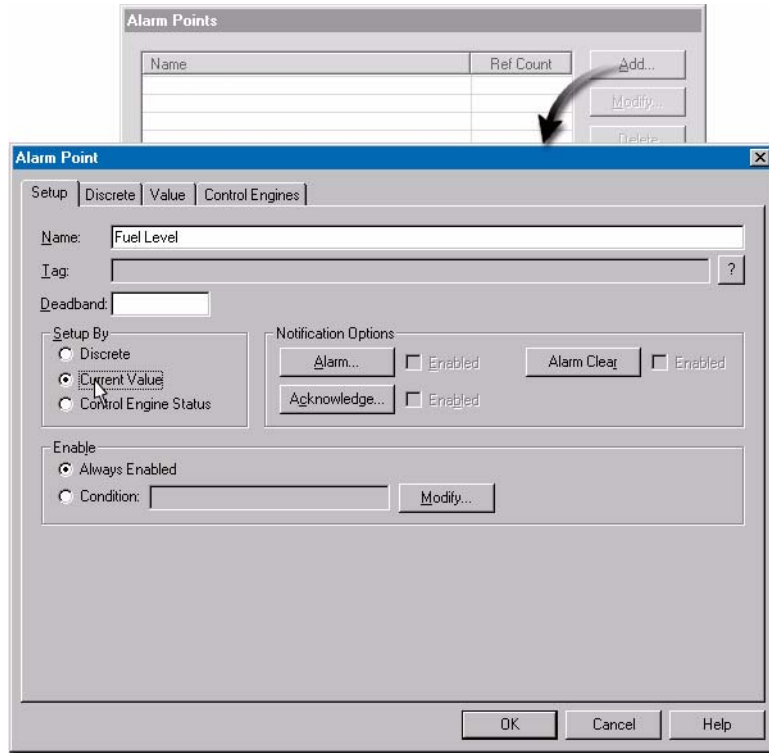 Alarm Points
Name Ref Count Add...
Modify...
Delete
Alarm Point
Setup Discrete Value Control Engines
Name: Fuel Level
Tag: ?
Deadband:
Setup By
Discrete
Current Value
Control Engine Status
Notification Options
Alarm... Enabled Alarm Clear Enabled
Acknowledge... Enabled
Enable
Always Enabled
Condition: Modify...
OK Cancel Help